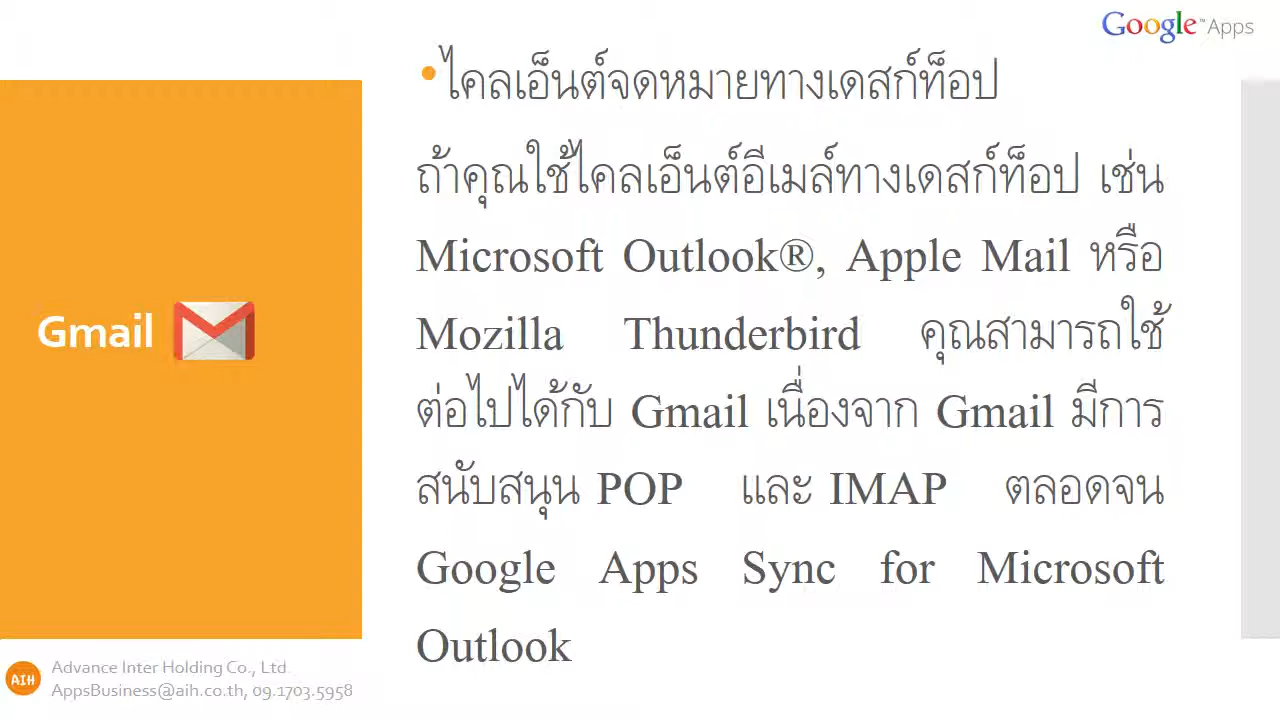 Google™ Apps
•ไคลเอ็นต์จดหมายทางเดสก์ท็อป
ถ้าคุณใช้ไคลเอ็นต์อีเมล์ทางเดสก์ท็อป เช่น
Microsoft Outlook®, Apple Mail หรือ
Mozilla Thunderbird คุณสามารถใช้
ต่อไปได้กับ Gmail เนื่องจาก Gmail มีการ
สนับสนุน POP และ IMAP ตลอดจน
Google Apps Sync for Microsoft
Outlook
Gmail
AIH
Advance Inter Holding Co., Ltd
AppsBusiness@aih.co.th, 09.1703.5958